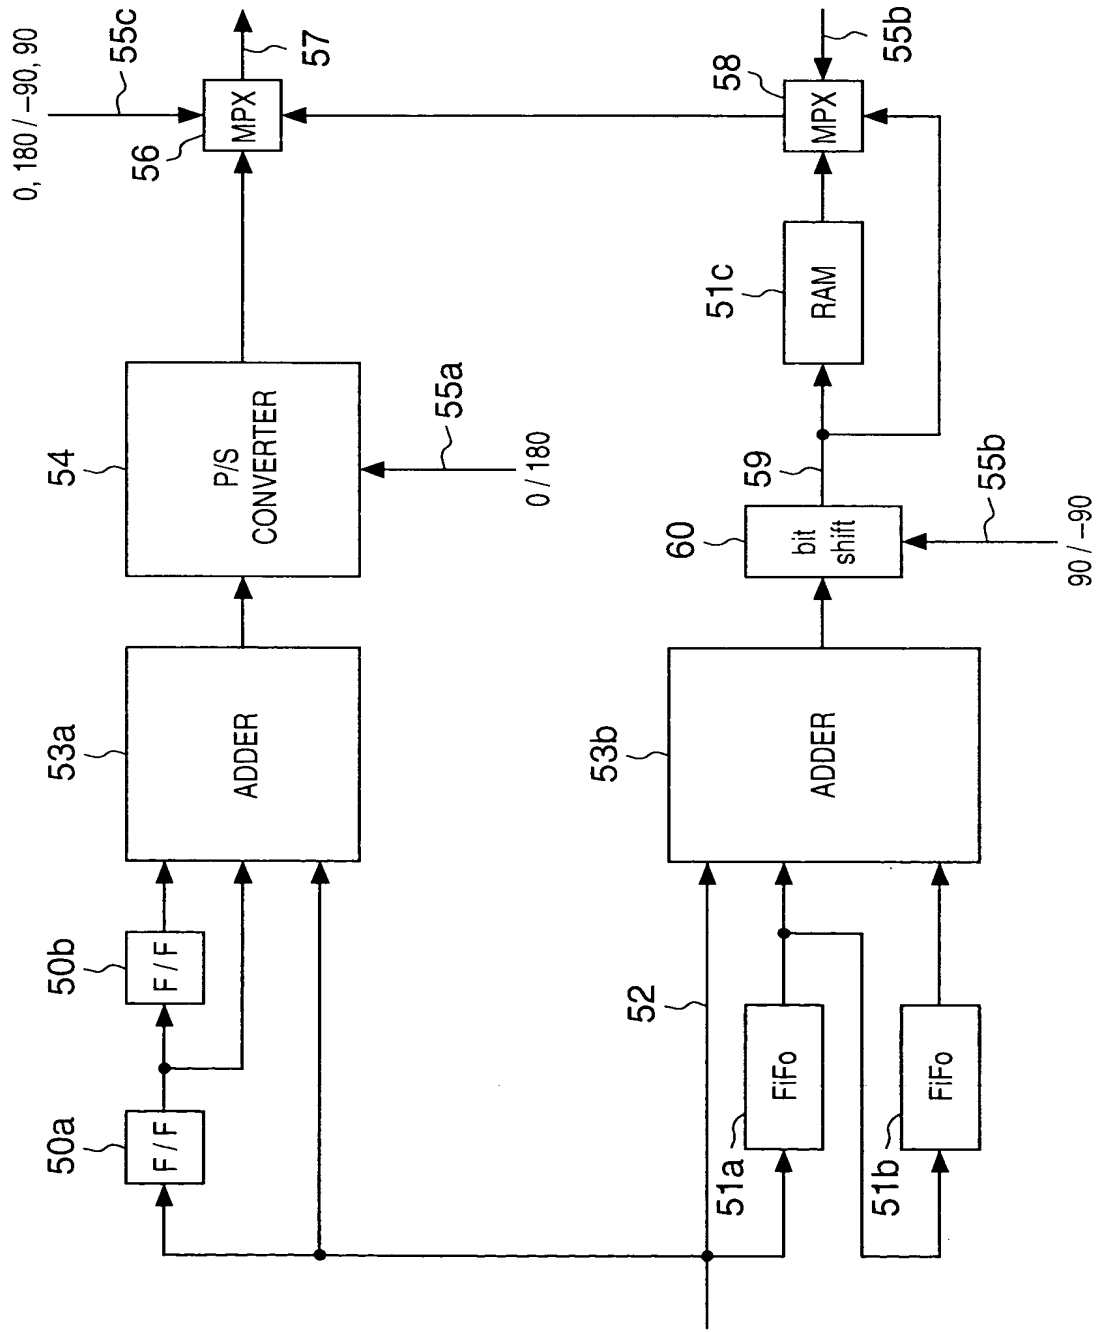 50a
F / F
50b
F / F
53a
ADDER
54
P/S
CONVERTER
55a
0 / 180
0, 180 / –90, 90
55c
56
MPX
57
52
51a
FiFo
51b
FiFo
53b
ADDER
60
bit
shift
59
55b
90 / –90
51c
RAM
58
MPX
55b